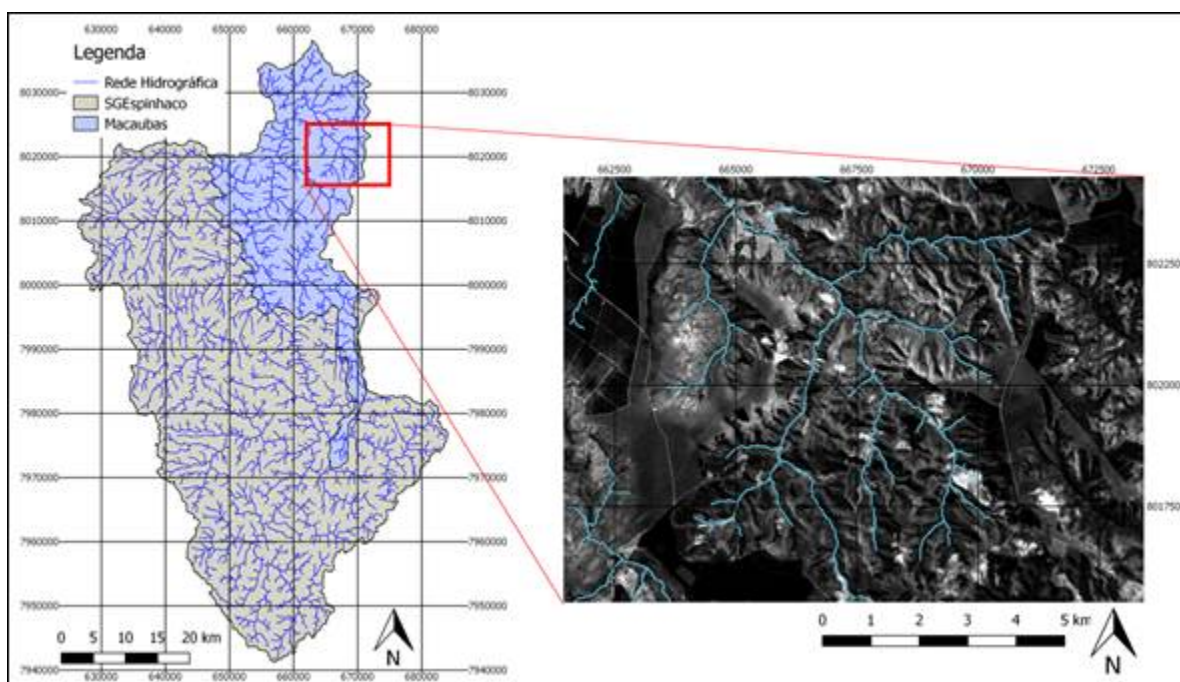 630000 640000 650000 660000 670000 680000
Legenda
Rede Hidrográfica
SGEspinhaco
Macaubas
8030000 8030000
8020000 8020000
8010000 8010000
8000000 8000000
7990000 7990000
7980000 7980000
7970000 7970000
7960000 7960000
7950000 7950000
7940000 7940000
0 5 10 15 20 km
N
630000 640000 650000 660000 670000 680000
662500 665000 667500 670000 672500
802250
802000
801750
0 1 2 3 4 5 km
N